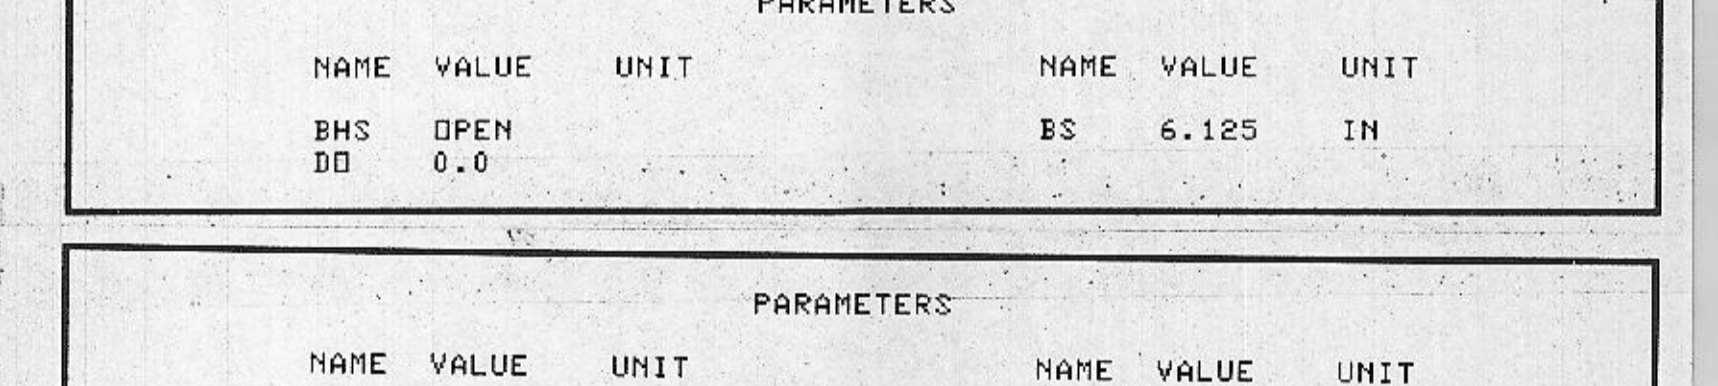 PARAMETERS
NAME VALUE UNIT NAME VALUE UNIT
BHS OPEN BS 6.125 IN
DO 0.0
PARAMETERS
NAME VALUE UNIT NAME VALUE UNIT